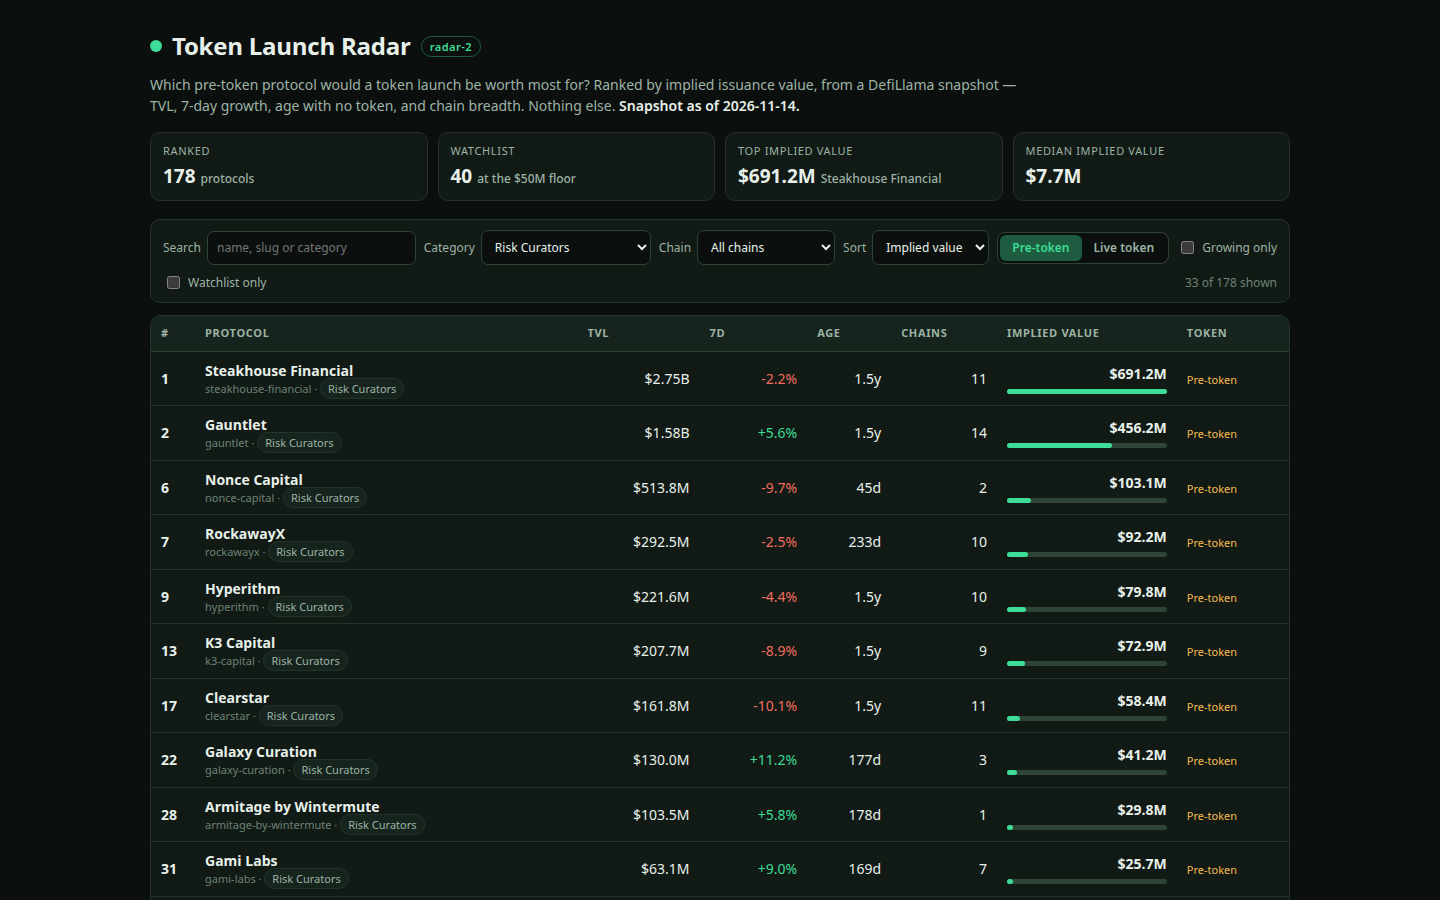 Token Launch Radar radar-2
Which pre-token protocol would a token launch be worth most for? Ranked by implied issuance value, from a DefiLlama snapshot —
TVL, 7-day growth, age with no token, and chain breadth. Nothing else. Snapshot as of 2026-11-14.
RANKED
178 protocols
WATCHLIST
40 at the $50M floor
TOP IMPLIED VALUE
$691.2M Steakhouse Financial
MEDIAN IMPLIED VALUE
$7.7M
Search name, slug or category Category Risk Curators Chain All chains Sort Implied value Pre-token Live token Growing only
Watchlist only 33 of 178 shown
# PROTOCOL TVL 7D AGE CHAINS IMPLIED VALUE TOKEN
1 Steakhouse Financial $2.75B -2.2% 1.5y 11 $691.2M Pre-token
steakhouse-financial · Risk Curators
2 Gauntlet $1.58B +5.6% 1.5y 14 $456.2M Pre-token
gauntlet · Risk Curators
6 Nonce Capital $513.8M -9.7% 45d 2 $103.1M Pre-token
nonce-capital · Risk Curators
7 RockawayX $292.5M -2.5% 233d 10 $92.2M Pre-token
rockawayx · Risk Curators
9 Hyperithm $221.6M -4.4% 1.5y 10 $79.8M Pre-token
hyperithm · Risk Curators
13 K3 Capital $207.7M -8.9% 1.5y 9 $72.9M Pre-token
k3-capital · Risk Curators
17 Clearstar $161.8M -10.1% 1.5y 11 $58.4M Pre-token
clearstar · Risk Curators
22 Galaxy Curation $130.0M +11.2% 177d 3 $41.2M Pre-token
galaxy-curation · Risk Curators
28 Armitage by Wintermute $103.5M +5.8% 178d 1 $29.8M Pre-token
armitage-by-wintermute · Risk Curators
31 Gami Labs $63.1M +9.0% 169d 7 $25.7M Pre-token
gami-labs · Risk Curators